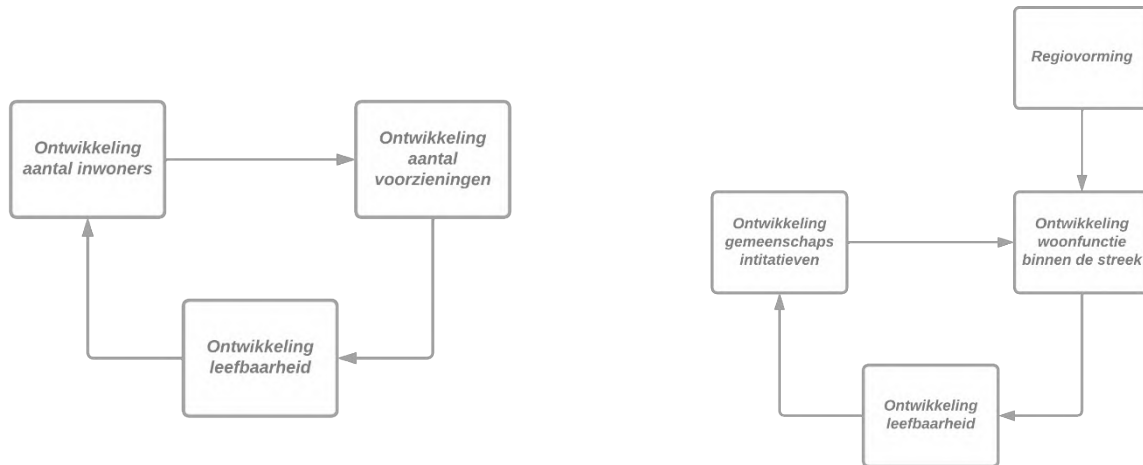 Ontwikkeling
aantal inwoners
Ontwikkeling
aantal
voorzieningen
Ontwikkeling
leefbaarheid
Regiovorming
Ontwikkeling
gemeenschaps
intitatieven
Ontwikkeling
woonfunctie
binnen de streek
Ontwikkeling
leefbaarheid